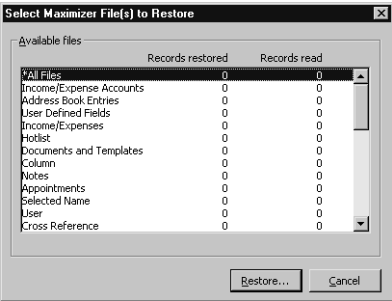 Select Maximizer File(s) to Restore
Available files
Records restored Records read
*All Files 0 0
Income/Expense Accounts 0 0
Address Book Entries 0 0
User Defined Fields 0 0
Income/Expenses 0 0
Hotlist 0 0
Documents and Templates 0 0
Column 0 0
Notes 0 0
Appointments 0 0
Selected Name 0 0
User 0 0
Cross Reference 0 0
Restore... Cancel